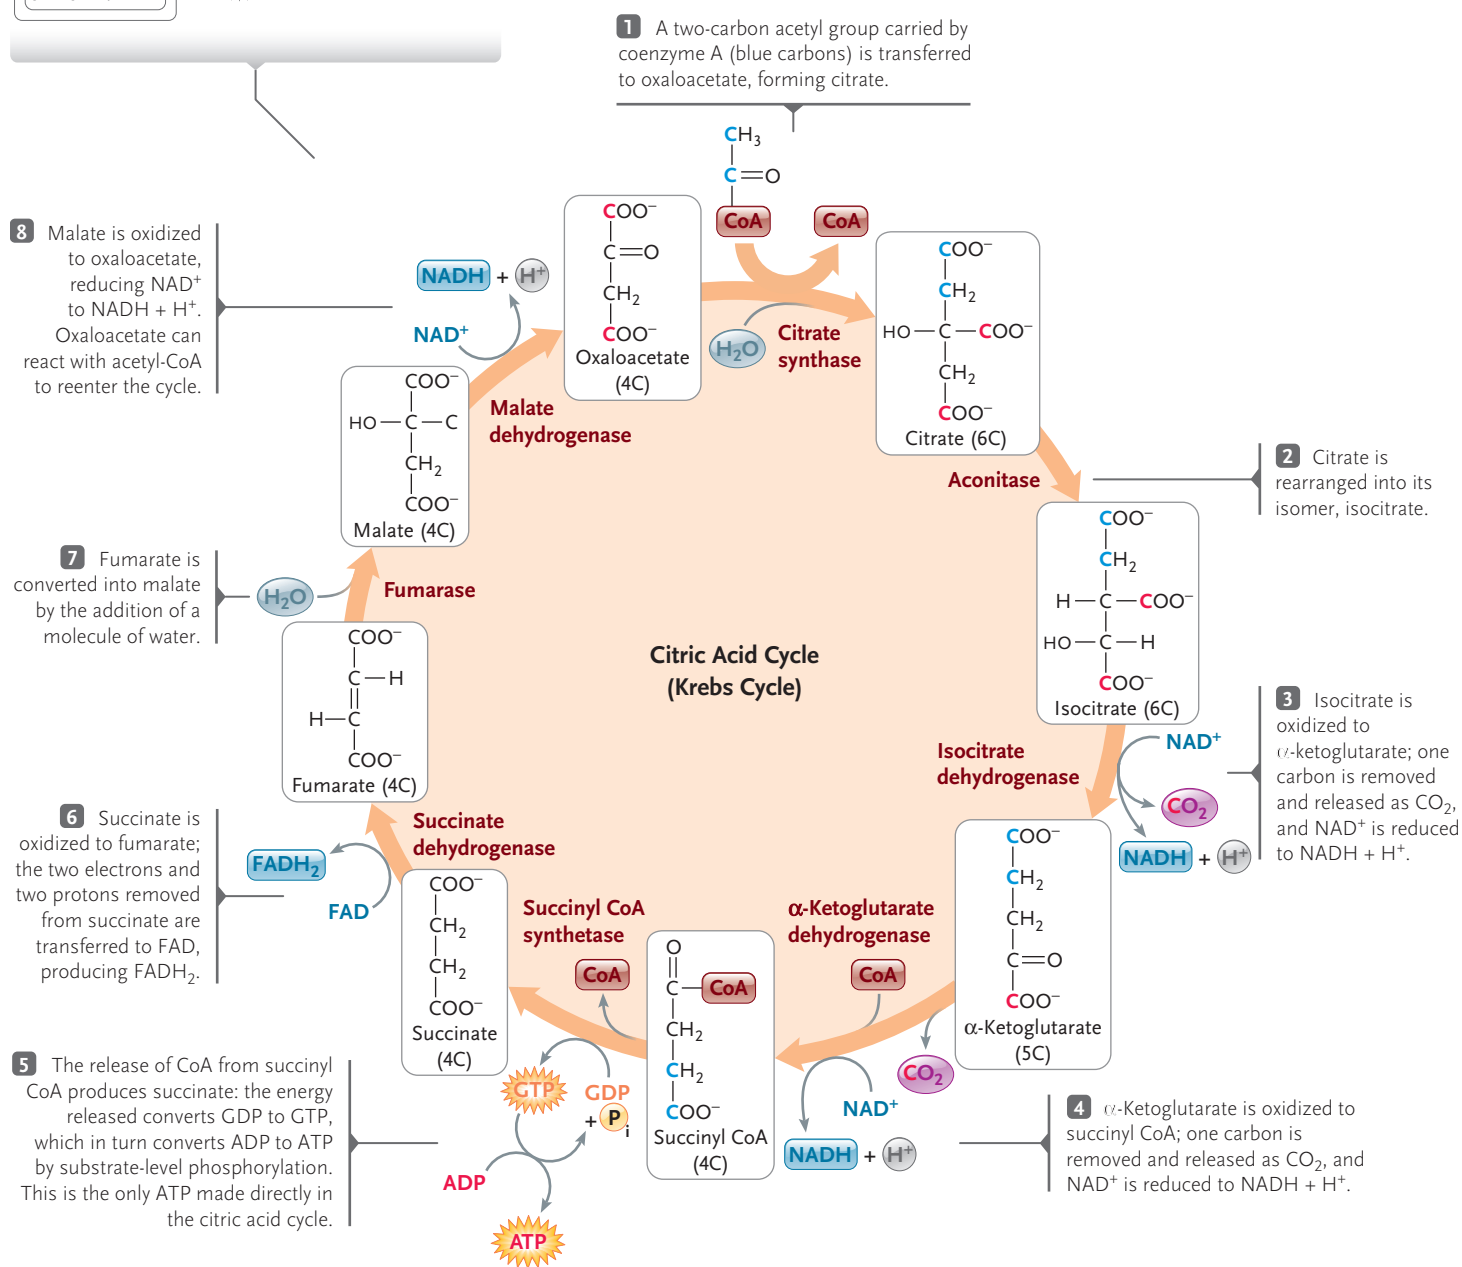 1 A two-carbon acetyl group carried by
coenzyme A (blue carbons) is transferred
to oxaloacetate, forming citrate.
CH3
C=O
CoA
CoA
COO−
C=O
CH2
COO−
Oxaloacetate
(4C)
H2O
Citrate
synthase
COO−
CH2
HO—C—COO−
CH2
COO−
Citrate (6C)
Aconitase
2 Citrate is
rearranged into its
isomer, isocitrate.
COO−
CH2
H—C—COO−
HO—C—H
COO−
Isocitrate (6C)
Isocitrate
dehydrogenase
NAD+
CO2
NADH + H+
3 Isocitrate is
oxidized to
α-ketoglutarate; one
carbon is removed
and released as CO2,
and NAD+ is reduced
to NADH + H+.
COO−
CH2
CH2
C=O
COO−
α-Ketoglutarate
(5C)
α-Ketoglutarate
dehydrogenase
CoA
CO2
NAD+
NADH + H+
4 α-Ketoglutarate is oxidized to
succinyl CoA; one carbon is
removed and released as CO2, and
NAD+ is reduced to NADH + H+.
O
C—CoA
CH2
CH2
COO−
Succinyl CoA
(4C)
Succinyl CoA
synthetase
CoA
GTP
GDP
+ Pi
ADP
ATP
5 The release of CoA from succinyl
CoA produces succinate: the energy
released converts GDP to GTP,
which in turn converts ADP to ATP
by substrate-level phosphorylation.
This is the only ATP made directly in
the citric acid cycle.
COO−
CH2
CH2
COO−
Succinate
(4C)
Succinate
dehydrogenase
FADH2
FAD
6 Succinate is
oxidized to fumarate;
the two electrons and
two protons removed
from succinate are
transferred to FAD,
producing FADH2.
COO−
C—H
H—C
COO−
Fumarate (4C)
Fumarase
H2O
7 Fumarate is
converted into malate
by the addition of a
molecule of water.
COO−
HO—C—C
CH2
COO−
Malate (4C)
Malate
dehydrogenase
NAD+
NADH + H+
8 Malate is oxidized
to oxaloacetate,
reducing NAD+
to NADH + H+.
Oxaloacetate can
react with acetyl-CoA
to reenter the cycle.
Citric Acid Cycle
(Krebs Cycle)